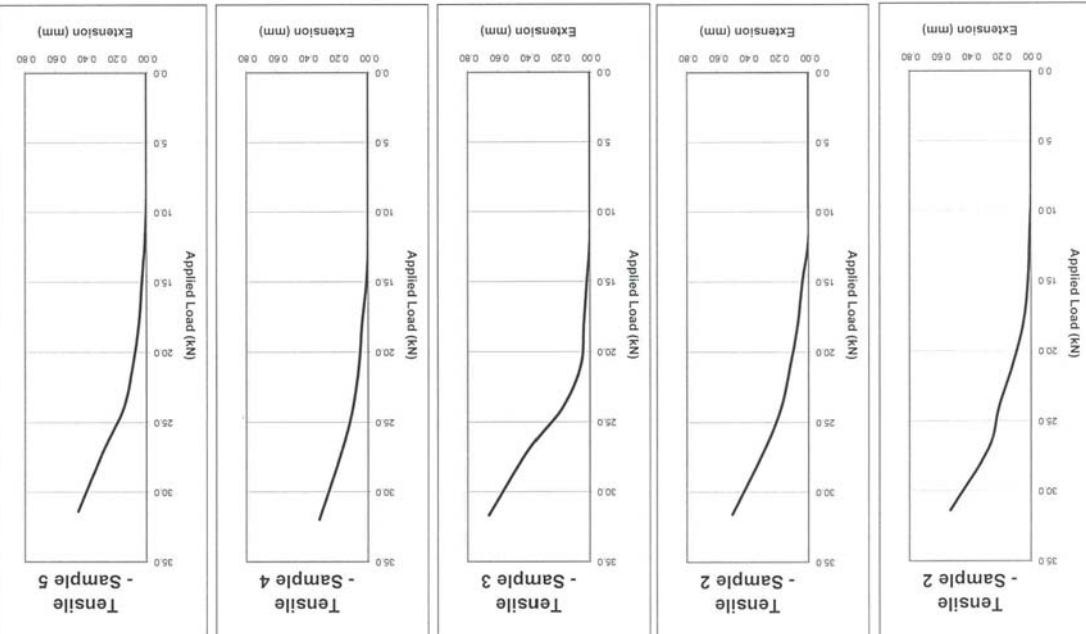 Tensile
- Sample 2
35.0
30.0
25.0
20.0
15.0
10.0
5.0
0.0
Applied Load (kN)
0.00 0.20 0.40 0.60 0.80
Extension (mm)
Tensile
- Sample 2
35.0
30.0
25.0
20.0
15.0
10.0
5.0
0.0
Applied Load (kN)
0.00 0.20 0.40 0.60 0.80
Extension (mm)
Tensile
- Sample 3
35.0
30.0
25.0
20.0
15.0
10.0
5.0
0.0
Applied Load (kN)
0.00 0.20 0.40 0.60 0.80
Extension (mm)
Tensile
- Sample 4
35.0
30.0
25.0
20.0
15.0
10.0
5.0
0.0
Applied Load (kN)
0.00 0.20 0.40 0.60 0.80
Extension (mm)
Tensile
- Sample 5
35.0
30.0
25.0
20.0
15.0
10.0
5.0
0.0
Applied Load (kN)
0.00 0.20 0.40 0.60 0.80
Extension (mm)